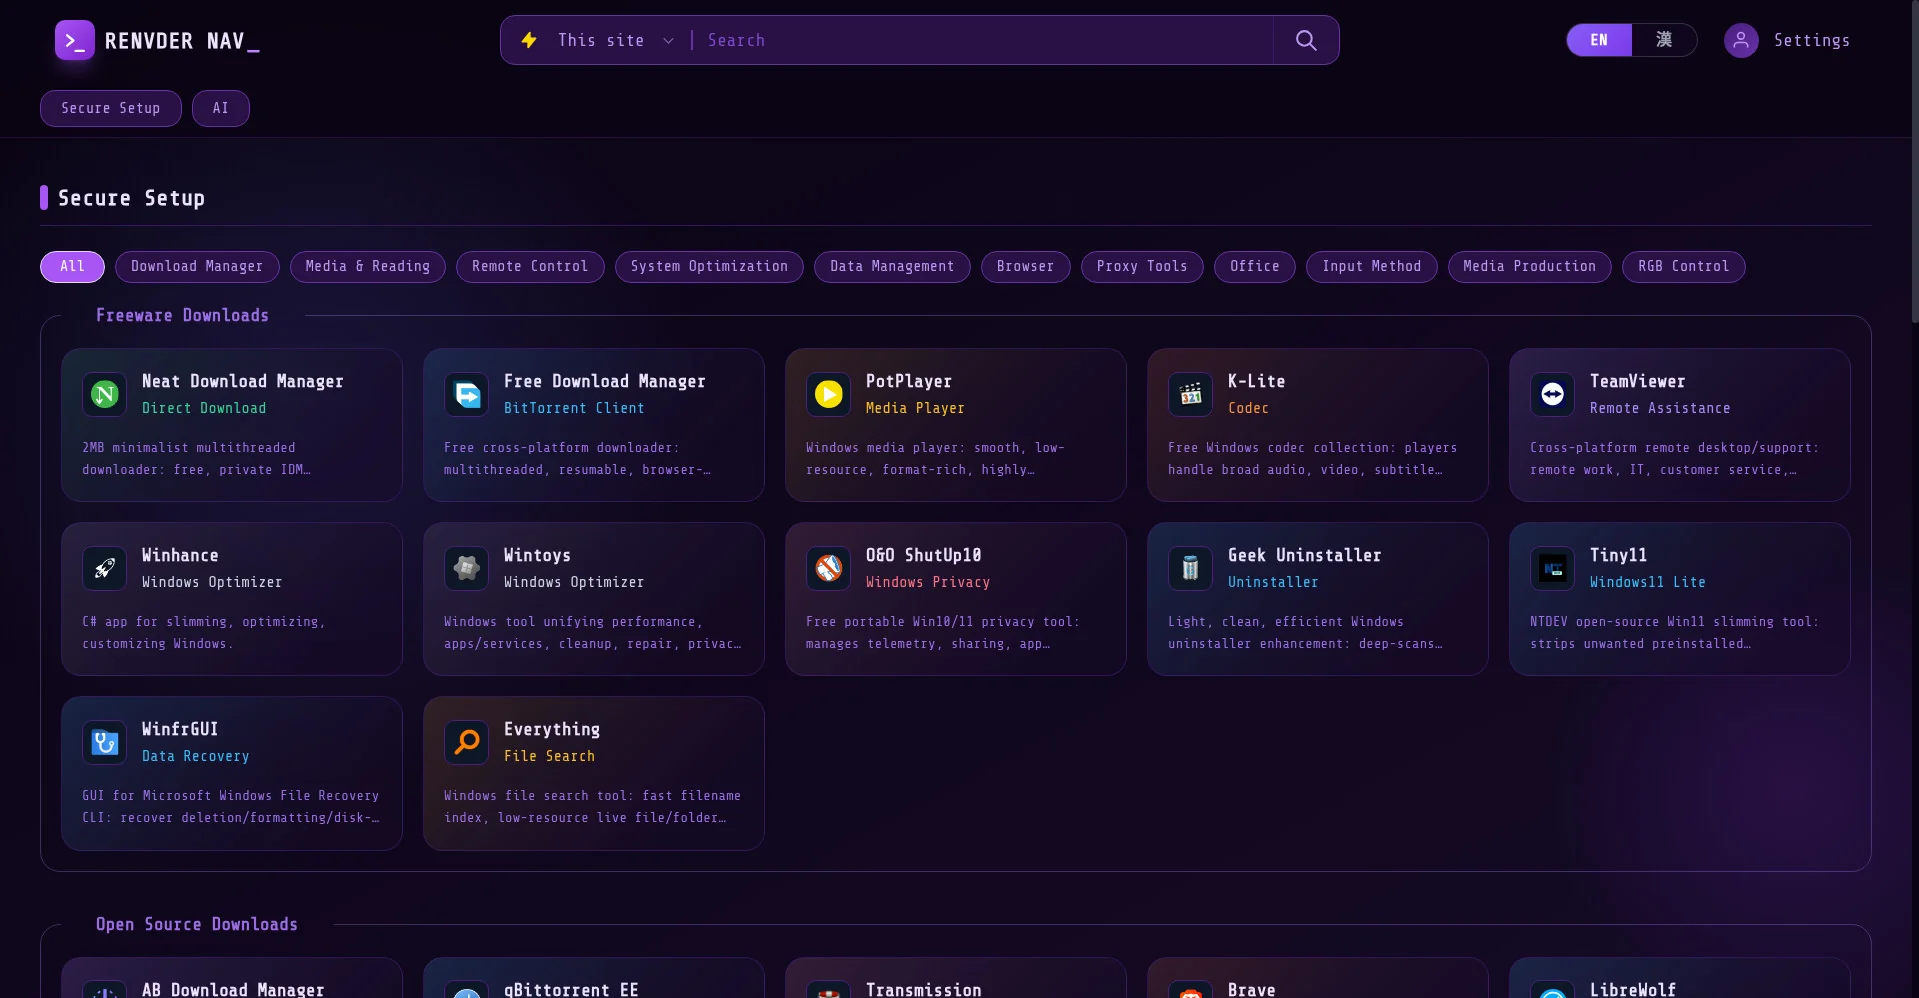 RENVDER NAV_
This site
Search
EN
漢
Settings
Secure Setup
AI
Secure Setup
All
Download Manager
Media & Reading
Remote Control
System Optimization
Data Management
Browser
Proxy Tools
Office
Input Method
Media Production
RGB Control
Freeware Downloads
Neat Download Manager
Direct Download
2MB minimalist multithreaded
downloader: free, private IDM…
Free Download Manager
BitTorrent Client
Free cross-platform downloader:
multithreaded, resumable, browser-…
PotPlayer
Media Player
Windows media player: smooth, low-
resource, format-rich, highly…
K-Lite
Codec
Free Windows codec collection: players
handle broad audio, video, subtitle…
TeamViewer
Remote Assistance
Cross-platform remote desktop/support:
remote work, IT, customer service,…
Winhance
Windows Optimizer
C# app for slimming, optimizing,
customizing Windows.
Wintoys
Windows Optimizer
Windows tool unifying performance,
apps/services, cleanup, repair, privac…
O&O ShutUp10
Windows Privacy
Free portable Win10/11 privacy tool:
manages telemetry, sharing, app…
Geek Uninstaller
Uninstaller
Light, clean, efficient Windows
uninstaller enhancement: deep-scans…
Tiny11
Windows11 Lite
NTDEV open-source Win11 slimming tool:
strips unwanted preinstalled…
WinfrGUI
Data Recovery
GUI for Microsoft Windows File Recovery
CLI: recover deletion/formatting/disk-…
Everything
File Search
Windows file search tool: fast filename
index, low-resource live file/folder…
Open Source Downloads
AB Download Manager
qBittorrent EE
Transmission
Brave
LibreWolf